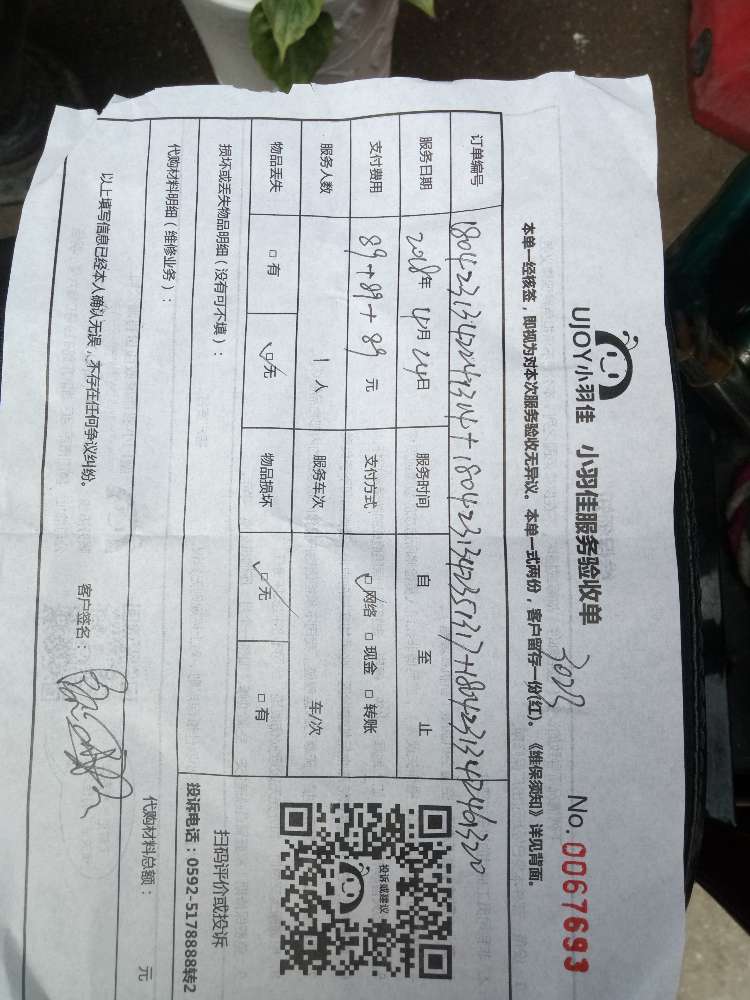 UJOY小羽佳 小羽佳服务验收单
3023 No.0067693
本单一经核签，即视为对本次服务验收无异议。本单一式两份，客户留存一份(红)。《维保须知》详见背面。
订单编号
服务日期 2018年 4月 24日 服务时间 自 至 止
支付费用 89+89+89 元 支付方式 ☑网络 □现金 □转账
服务人数 1 人 服务车次 车/次
物品丢失 □有 ☑无 物品损坏 ☑无 □有
损坏或丢失物品明细（没有可不填）：
代购材料明细（维修业务）： 代购材料总额： 元
以上填写信息已经本人确认无误，不存在任何争议纠纷。 客户签名：
投诉或建议
扫码评价或投诉
投诉电话：0592-5178888转2